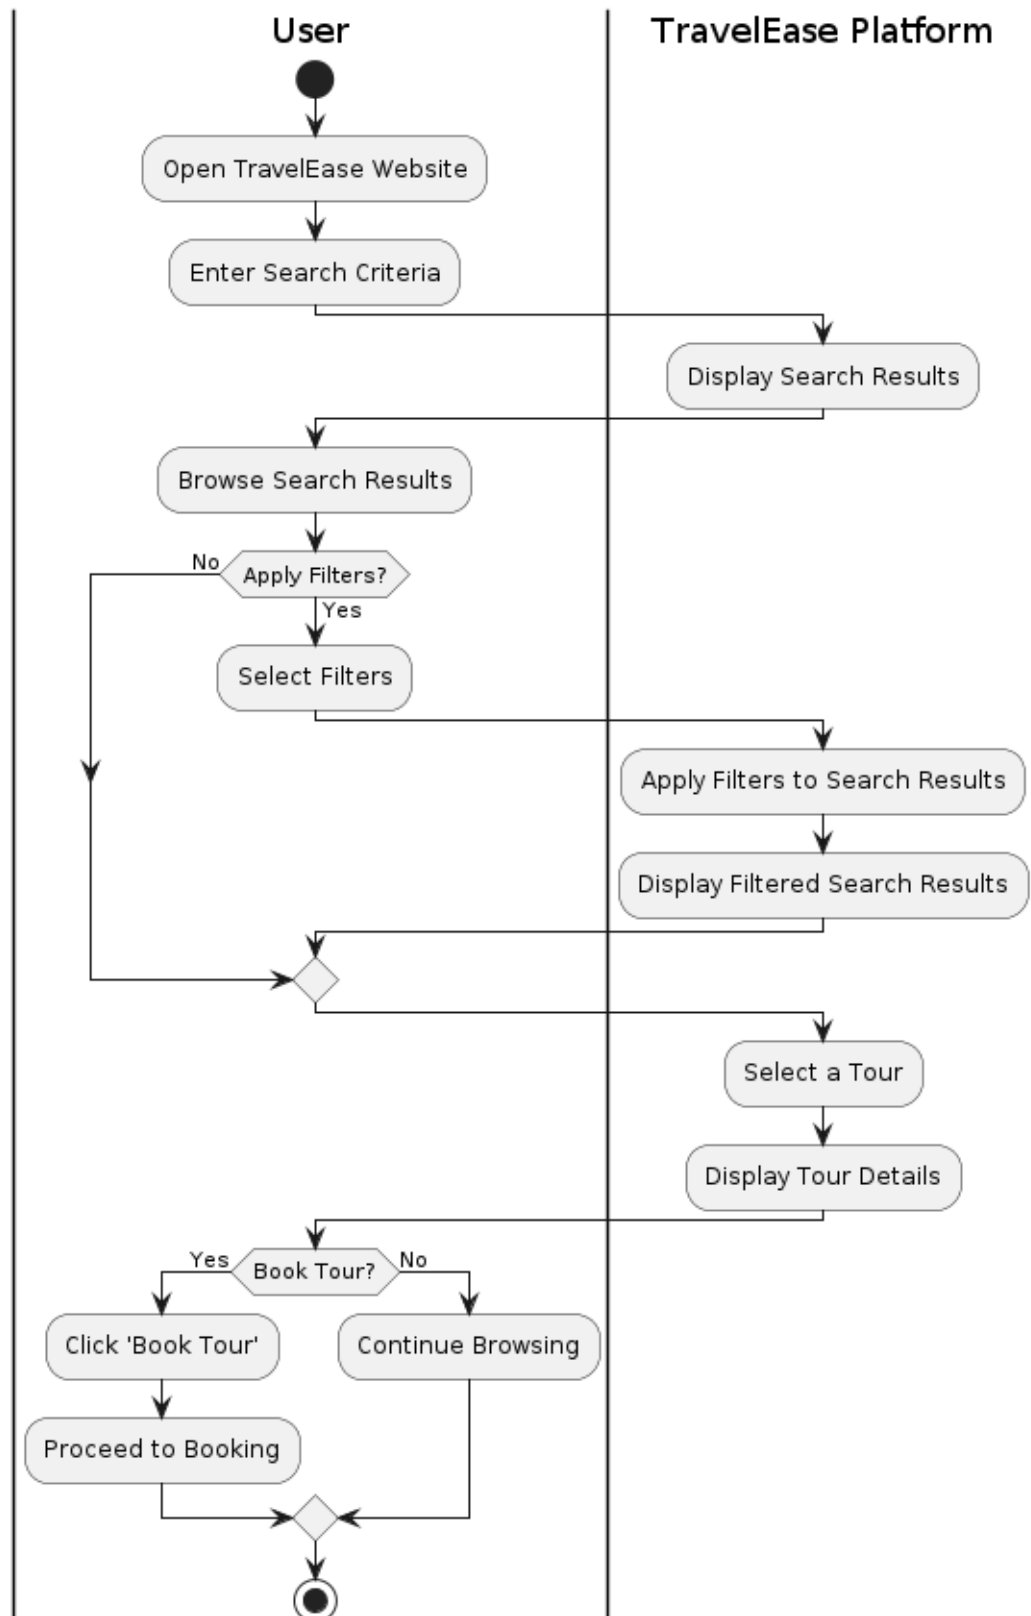 User
TravelEase Platform
Open TravelEase Website
Enter Search Criteria
Display Search Results
Browse Search Results
No
Apply Filters?
Yes
Select Filters
Apply Filters to Search Results
Display Filtered Search Results
Select a Tour
Display Tour Details
Yes
Book Tour?
No
Click 'Book Tour'
Continue Browsing
Proceed to Booking